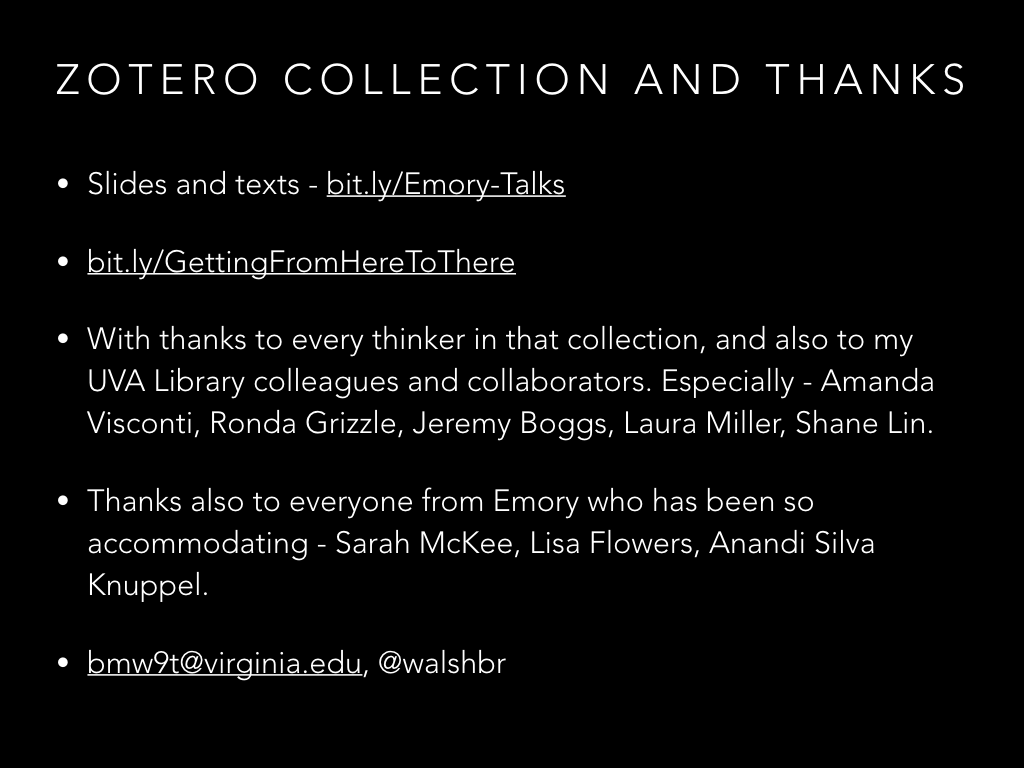 ZOTERO COLLECTION AND THANKS
• Slides and texts - bit.ly/Emory-Talks
• bit.ly/GettingFromHereToThere
• With thanks to every thinker in that collection, and also to my
UVA Library colleagues and collaborators. Especially - Amanda
Visconti, Ronda Grizzle, Jeremy Boggs, Laura Miller, Shane Lin.
• Thanks also to everyone from Emory who has been so
accommodating - Sarah McKee, Lisa Flowers, Anandi Silva
Knuppel.
• bmw9t@virginia.edu, @walshbr